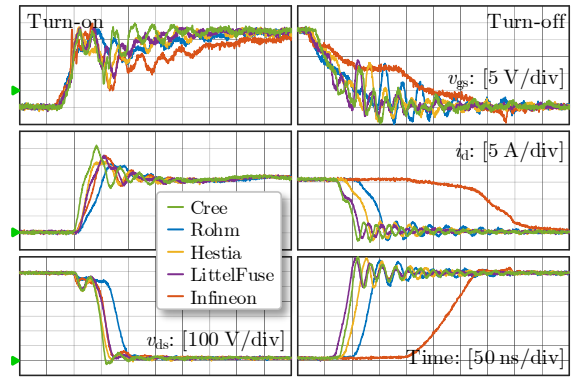 Turn-on
Turn-off
v_gs: [5 V/div]
i_d: [5 A/div]
Cree
Rohm
Hestia
LittelFuse
Infineon
v_ds: [100 V/div]
Time: [50 ns/div]